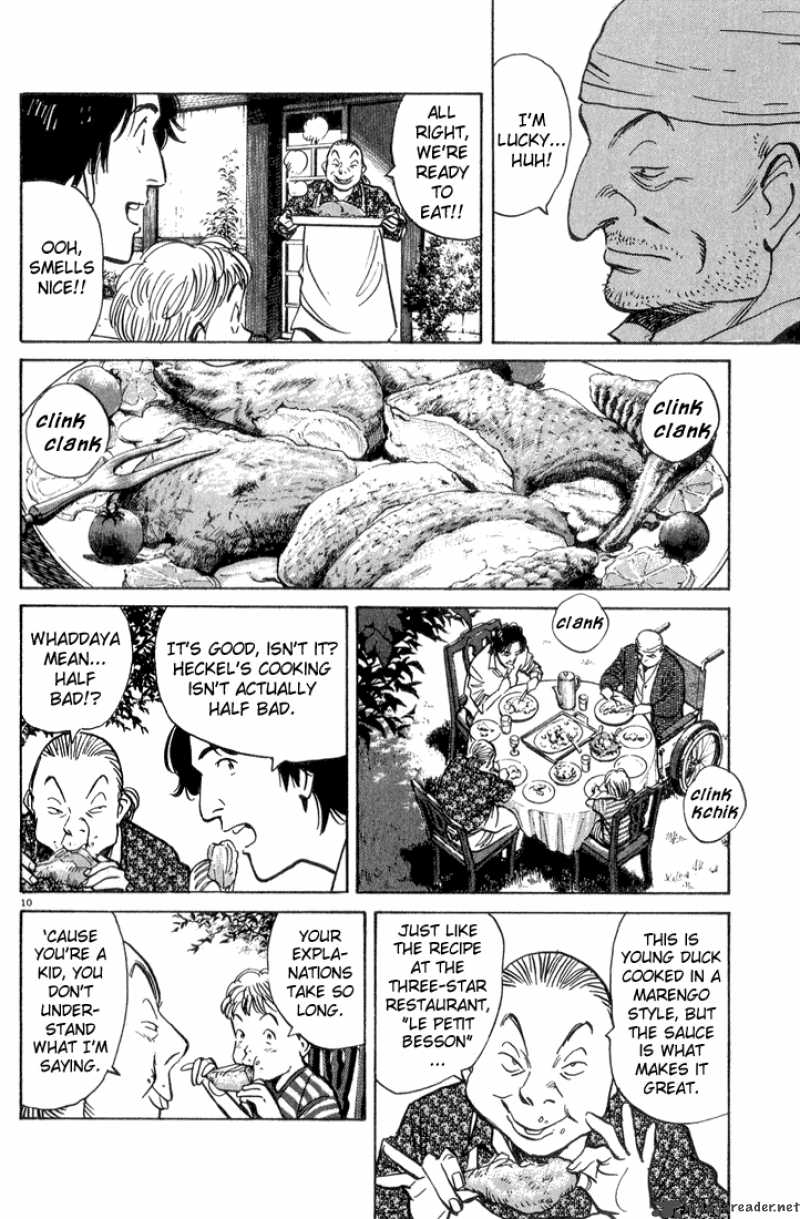 I'M
LUCKY...
HUH!
ALL
RIGHT,
WE'RE
READY
TO
EAT!!
OOH,
SMELLS
NICE!!
clink
clank
clink
clank
clank
clink
kchik
IT'S GOOD, ISN'T IT?
HECKEL'S COOKING
ISN'T ACTUALLY
HALF BAD.
WHADDAYA
MEAN...
HALF
BAD!?
10
THIS IS
YOUNG DUCK
COOKED IN A
MARENGO
STYLE, BUT
THE SAUCE
IS WHAT
MAKES IT
GREAT.
JUST LIKE
THE RECIPE
AT THE
THREE-STAR
RESTAURANT,
"LE PETIT
BESSON"
...
YOUR
EXPLA-
NATIONS
TAKE SO
LONG.
'CAUSE
YOU'RE A
KID, YOU
DON'T
UNDER-
STAND
WHAT I'M
SAYING.